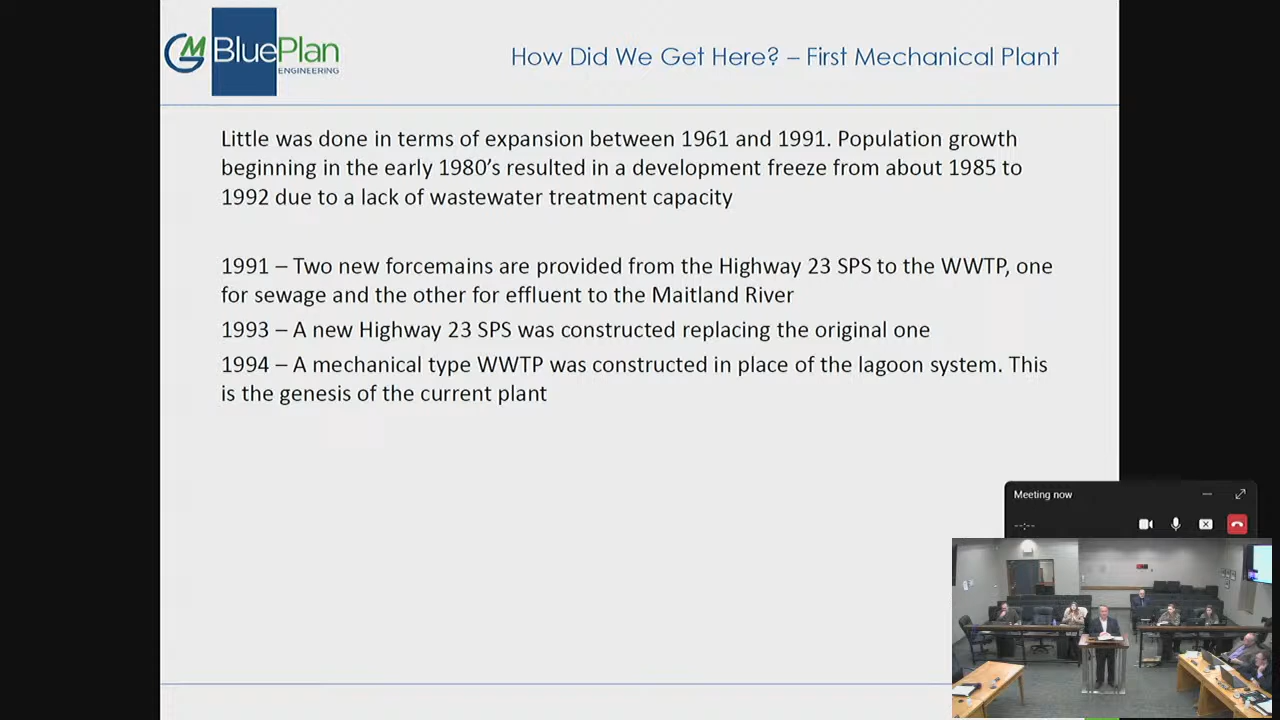 GM BluePlan
ENGINEERING
How Did We Get Here? – First Mechanical Plant
Little was done in terms of expansion between 1961 and 1991. Population growth
beginning in the early 1980’s resulted in a development freeze from about 1985 to
1992 due to a lack of wastewater treatment capacity
1991 – Two new forcemains are provided from the Highway 23 SPS to the WWTP, one
for sewage and the other for effluent to the Maitland River
1993 – A new Highway 23 SPS was constructed replacing the original one
1994 – A mechanical type WWTP was constructed in place of the lagoon system. This
is the genesis of the current plant
Meeting now
--:--